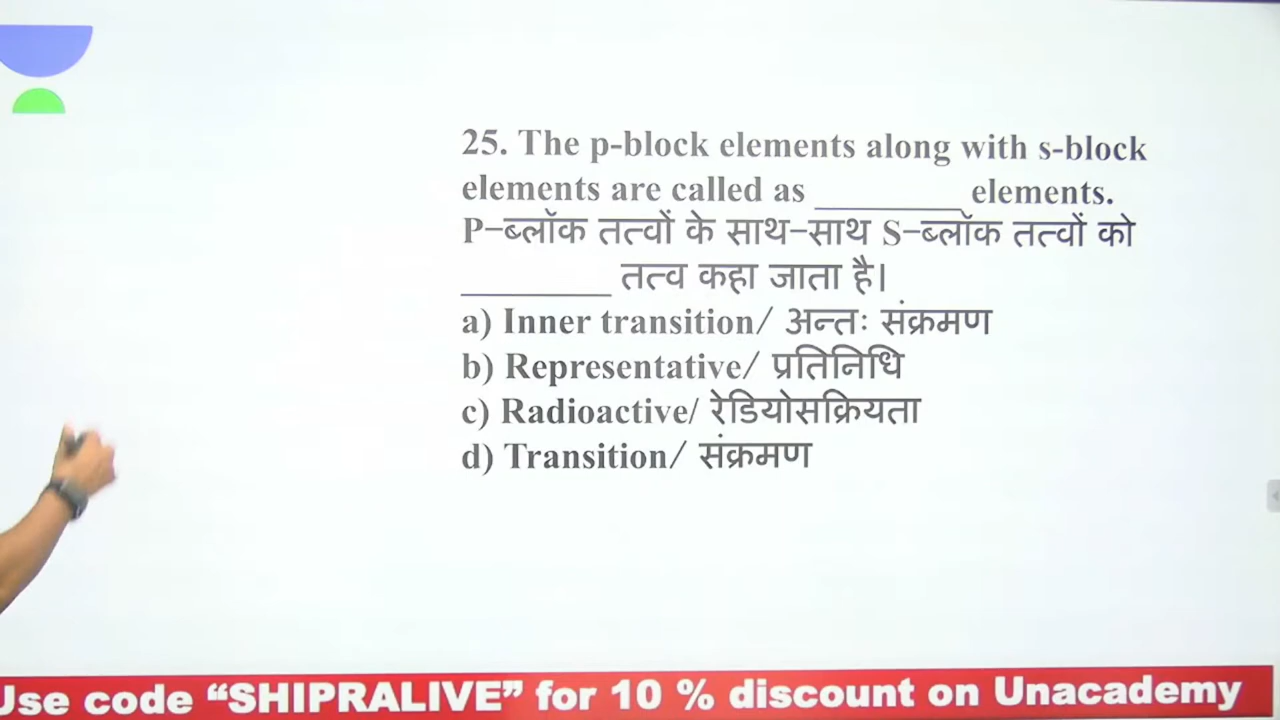 25. The p-block elements along with s-block
elements are called as _________ elements.
P-ब्लॉक तत्वों के साथ-साथ S-ब्लॉक तत्वों को
_________ तत्व कहा जाता है।
a) Inner transition/ अन्तः संक्रमण
b) Representative/ प्रतिनिधि
c) Radioactive/ रेडियोसक्रियता
d) Transition/ संक्रमण
Use code “SHIPRALIVE” for 10 % discount on Unacademy